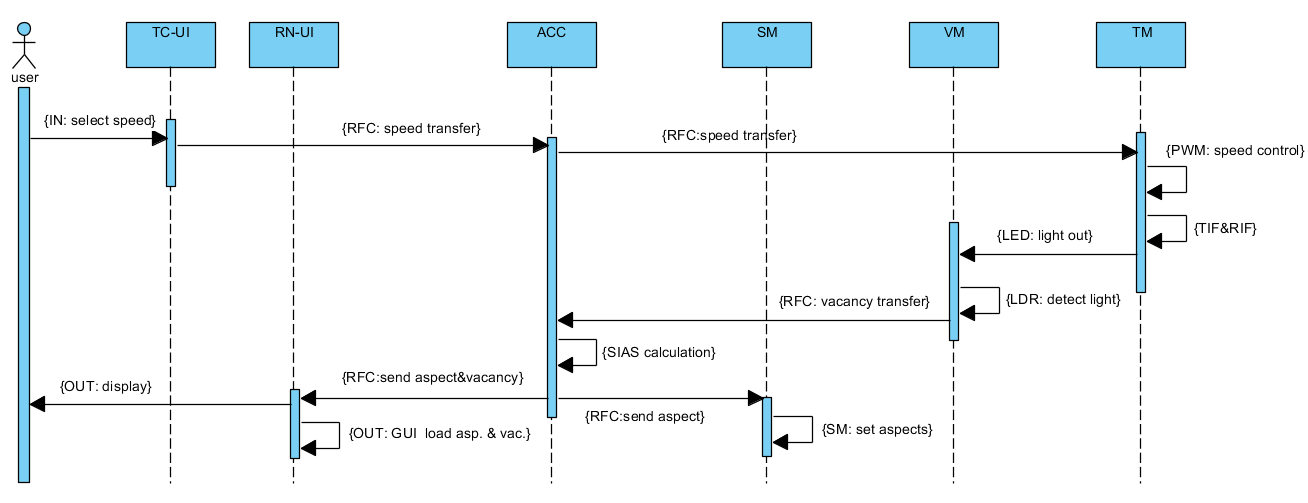 TC-UI
RN-UI
ACC
SM
VM
TM
user
{IN: select speed}
{RFC: speed transfer}
{RFC:speed transfer}
{PWM: speed control}
{TIF&RIF}
{LED: light out}
{LDR: detect light}
{RFC: vacancy transfer}
{SIAS calculation}
{RFC:send aspect&vacancy}
{OUT: display}
{RFC:send aspect}
{SM: set aspects}
{OUT: GUI  load asp. & vac.}